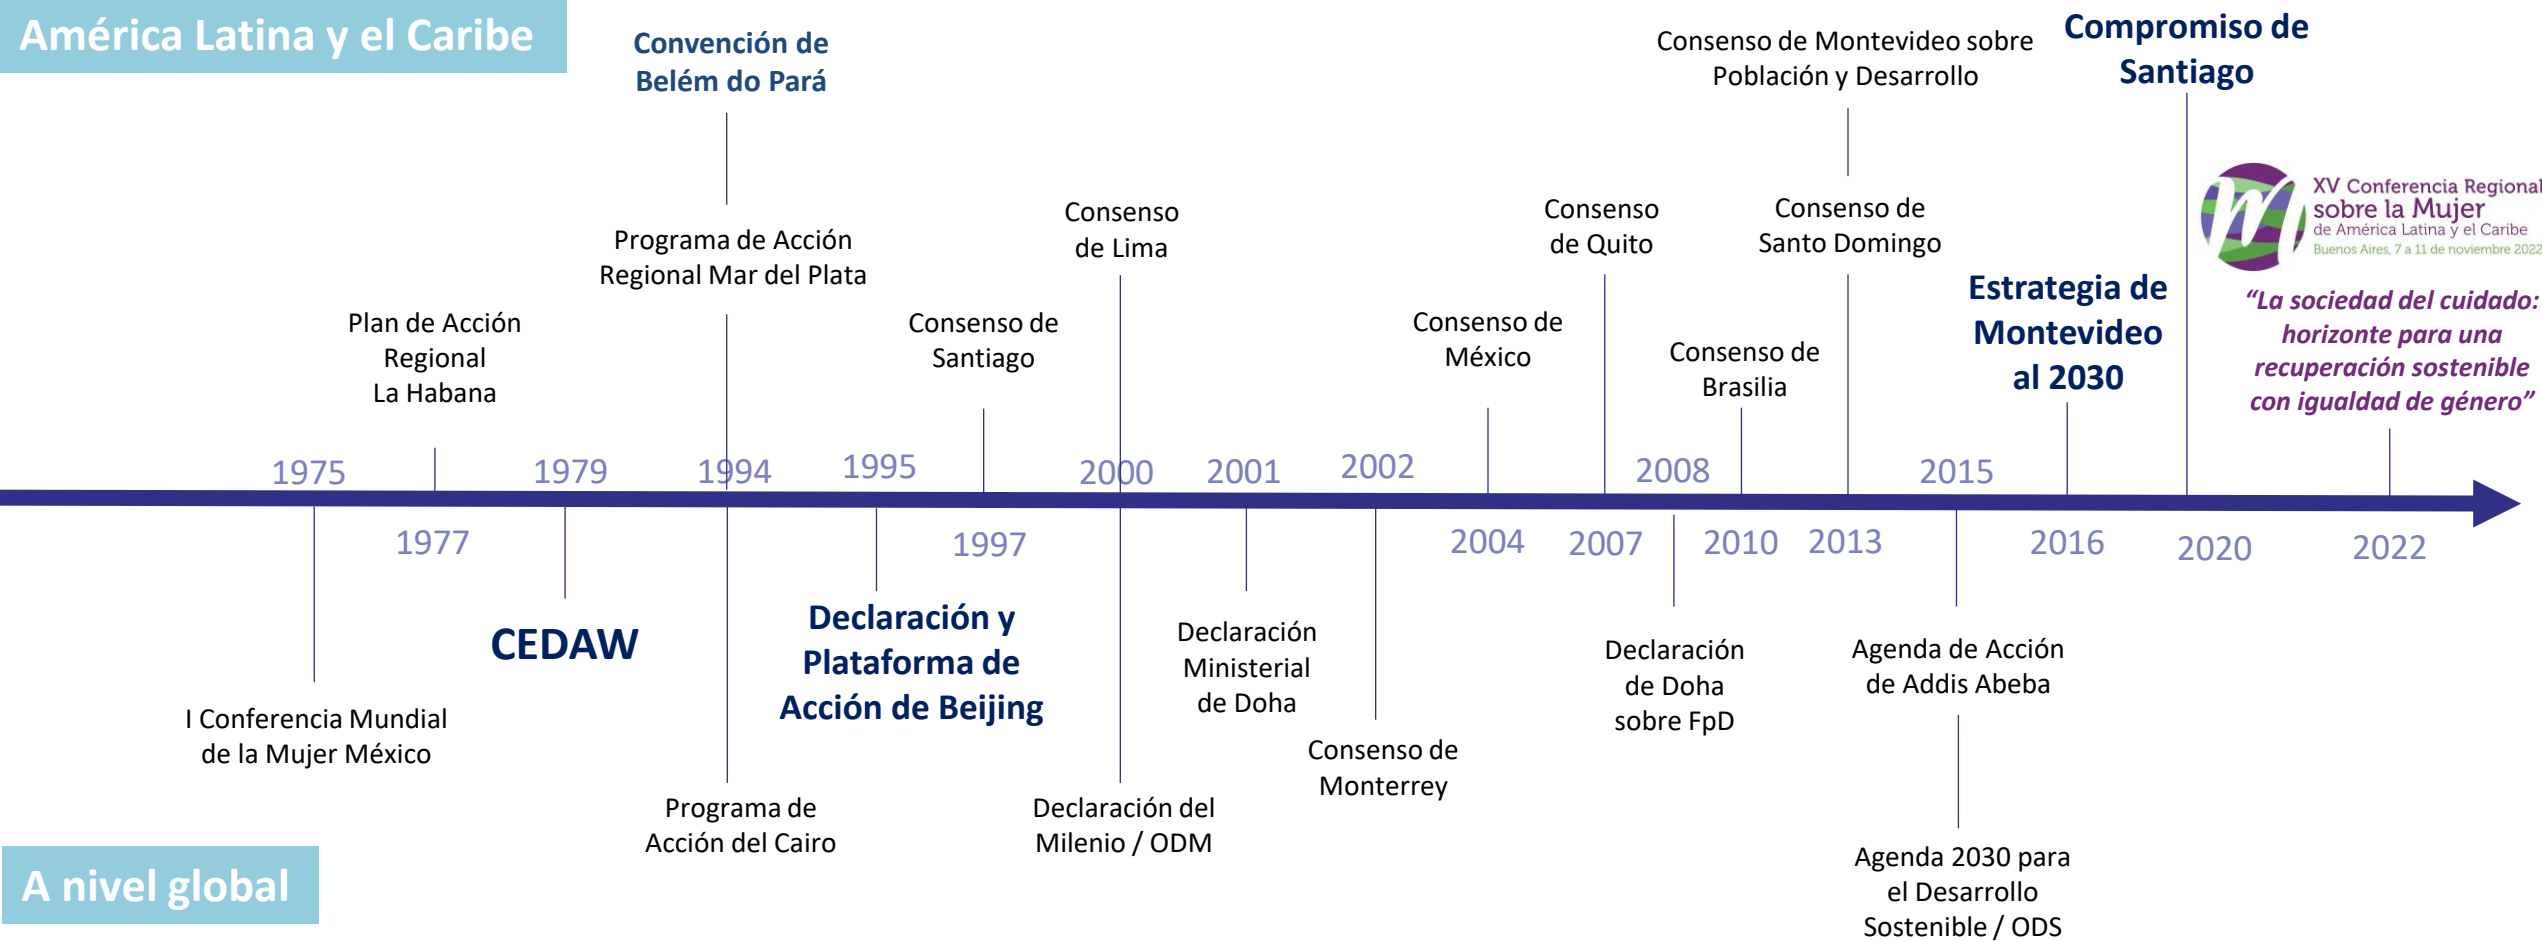 América Latina y el Caribe
Convención de
Belém do Pará
Consenso de Montevideo sobre
Población y Desarrollo
Compromiso de
Santiago
XV Conferencia Regional
sobre la Mujer
de América Latina y el Caribe
Buenos Aires, 7 a 11 de noviembre 2022
Programa de Acción
Regional Mar del Plata
Consenso
de Lima
Consenso
de Quito
Consenso de
Santo Domingo
Plan de Acción
Regional
La Habana
Consenso de
Santiago
Consenso de
México
Consenso de
Brasilia
Estrategia de
Montevideo
al 2030
“La sociedad del cuidado:
horizonte para una
recuperación sostenible
con igualdad de género”
1975
1979
1994
1995
2000
2001
2002
2008
2015
1977
1997
2004
2007
2010
2013
2016
2020
2022
I Conferencia Mundial
de la Mujer México
CEDAW
Programa de
Acción del Cairo
Declaración y
Plataforma de
Acción de Beijing
Declaración del
Milenio / ODM
Declaración
Ministerial
de Doha
Consenso de
Monterrey
Declaración
de Doha
sobre FpD
Agenda de Acción
de Addis Abeba
Agenda 2030 para
el Desarrollo
Sostenible / ODS
A nivel global